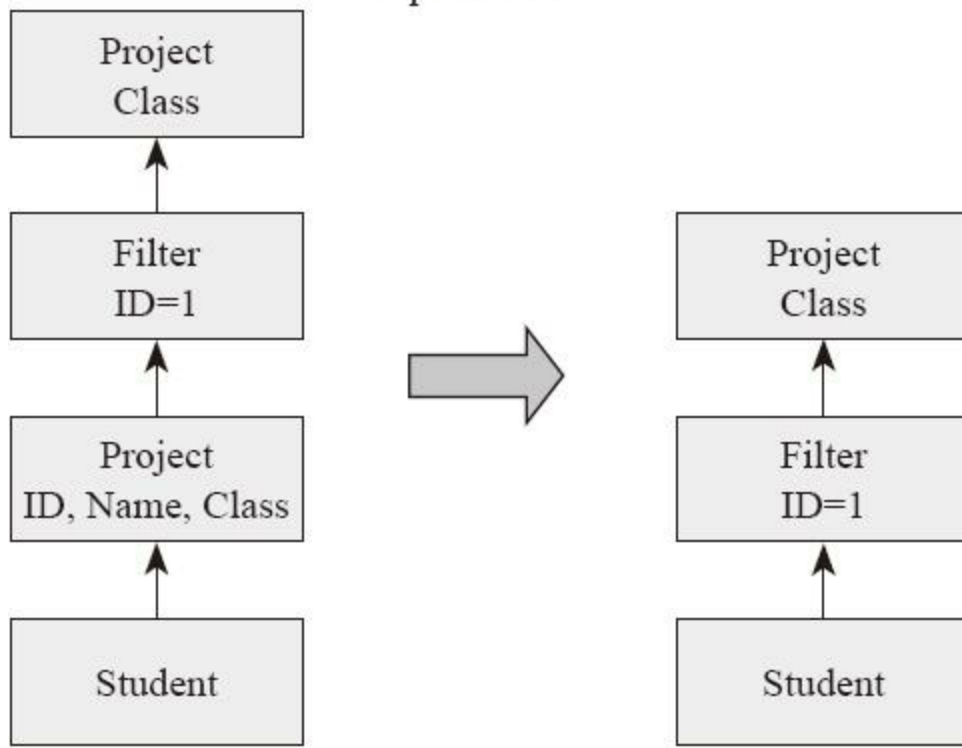 Project
Class
Filter
ID=1
Project
ID, Name, Class
Student
Project
Class
Filter
ID=1
Student